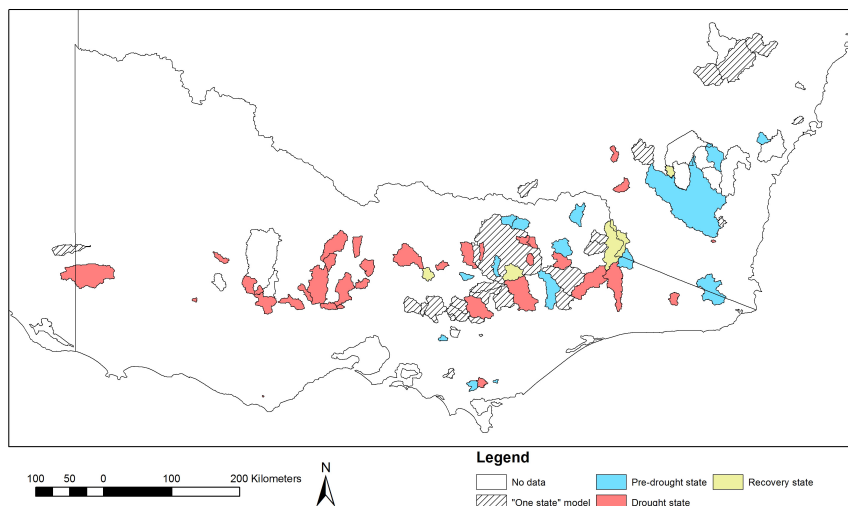 Legend
N
100 50 0 100 200 Kilometers
No data Pre-drought state Recovery state
"One state" model Drought state